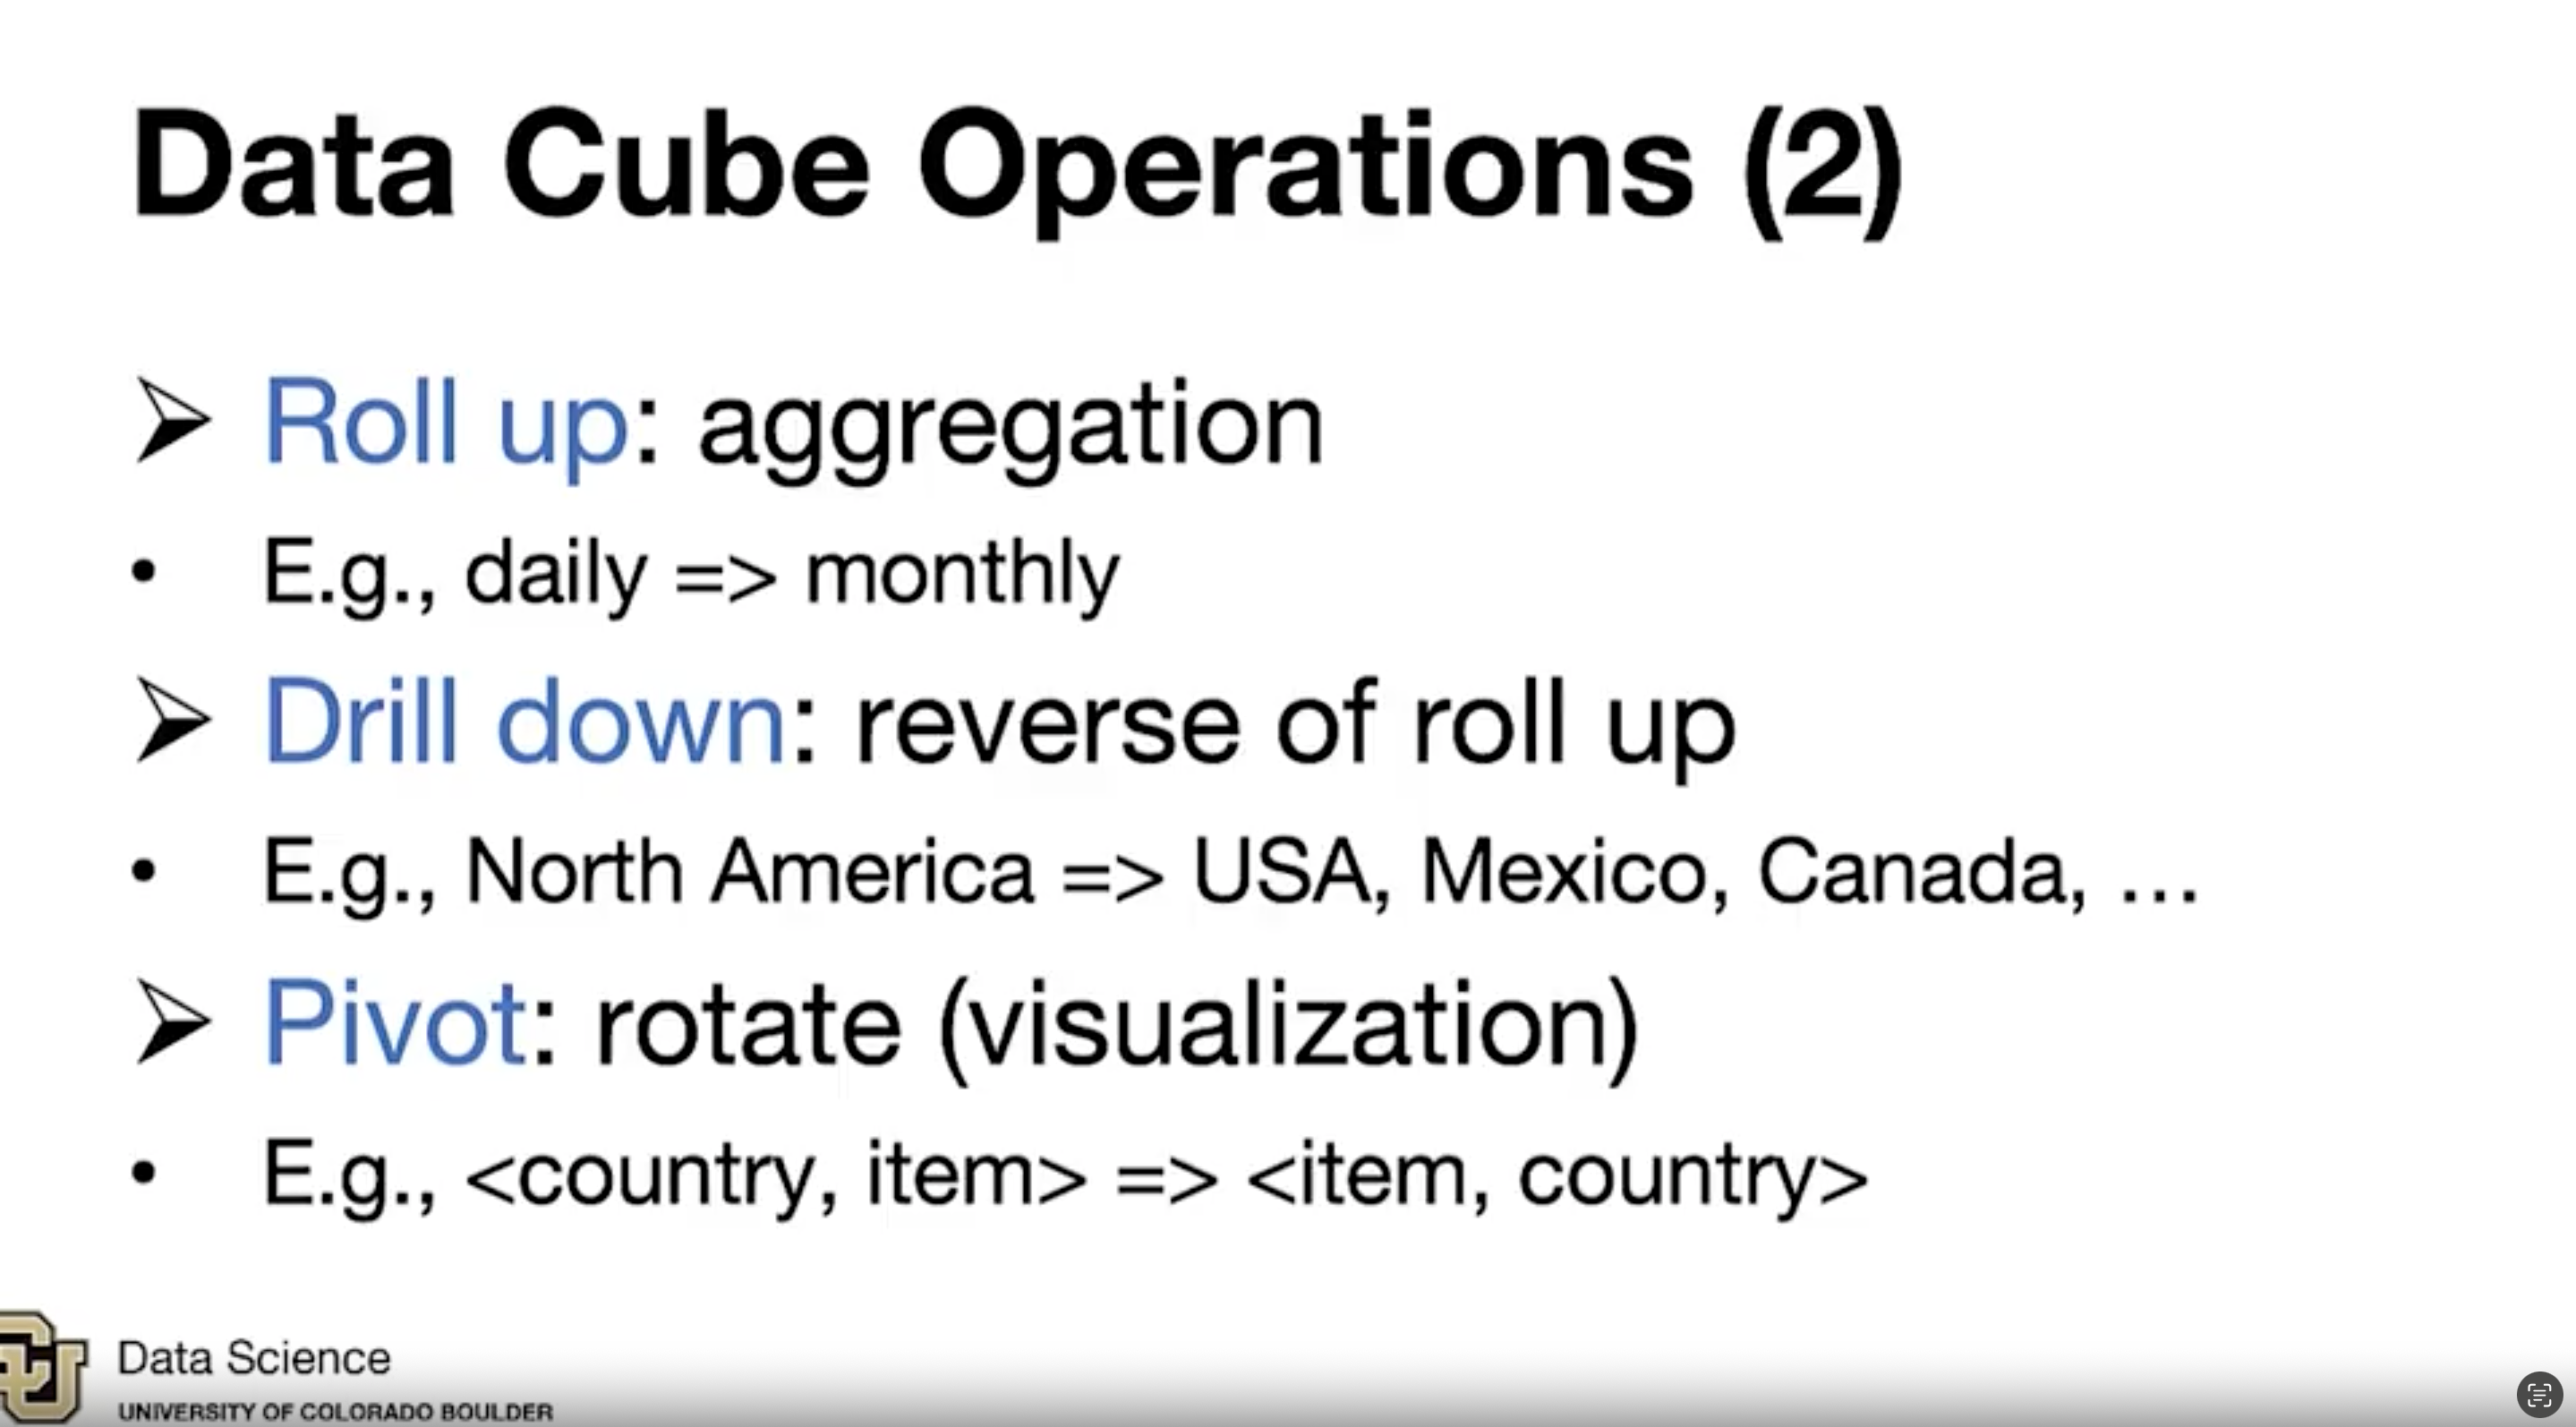 Data Cube Operations (2)
➢ Roll up: aggregation
• E.g., daily => monthly
➢ Drill down: reverse of roll up
• E.g., North America => USA, Mexico, Canada, …
➢ Pivot: rotate (visualization)
• E.g., <country, item> => <item, country>
CU
Data Science
UNIVERSITY OF COLORADO BOULDER